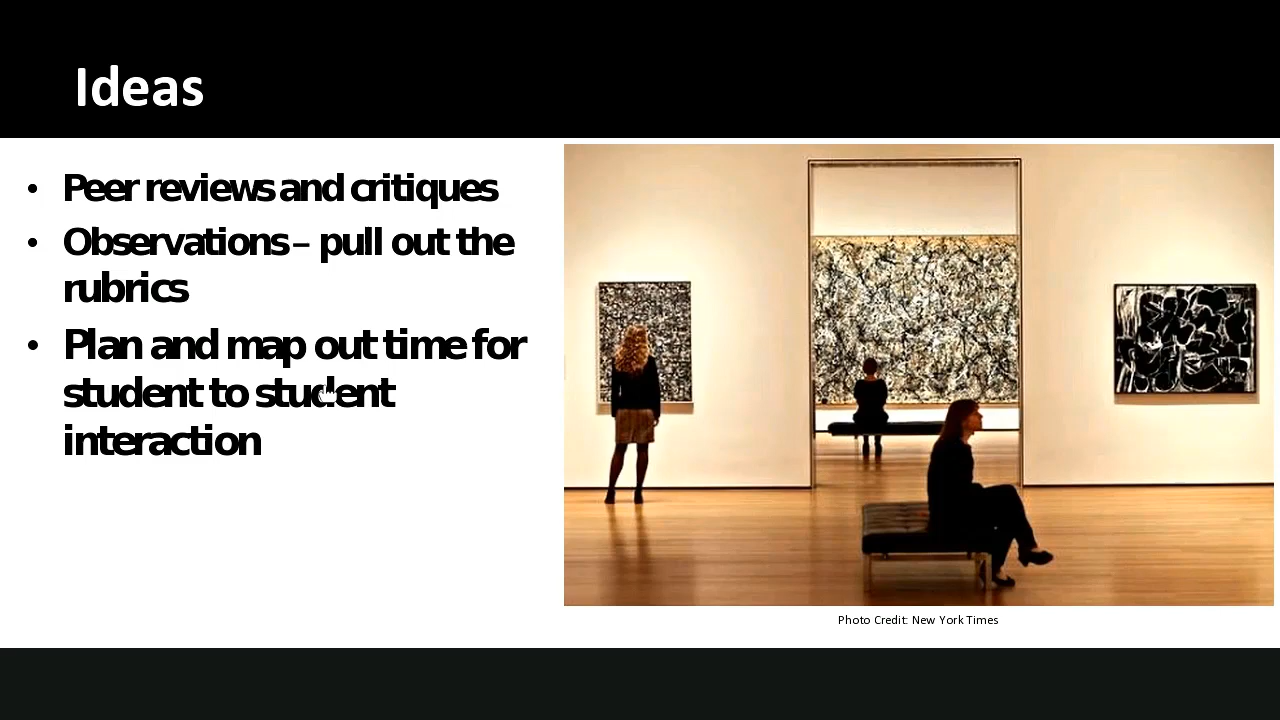 Ideas
• Peer reviews and critiques
• Observations – pull out the
rubrics
• Plan and map out time for
student to student
interaction
Photo Credit: New York Times